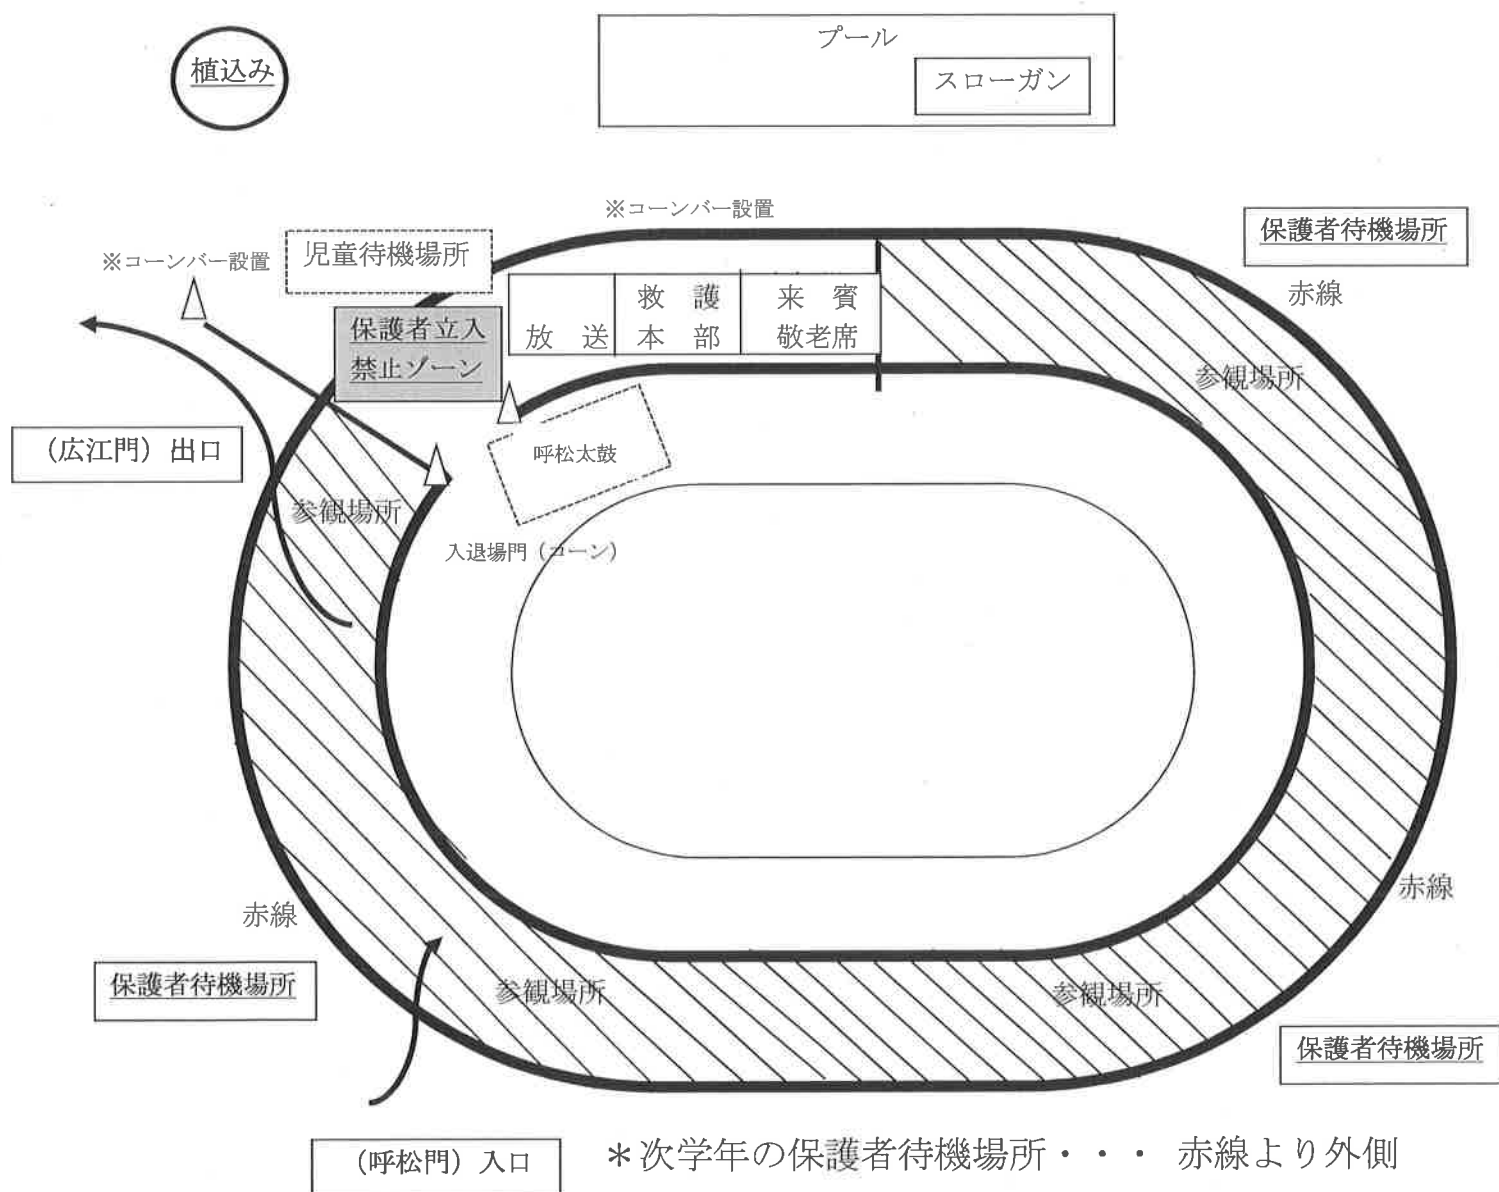 植込み
プール
スローガン
※コーンバー設置
保護者待機場所
※コーンバー設置
児童待機場所
赤線
救 護
来 賓
放 送
本 部
敬老席
保護者立入
禁止ゾーン
参観場所
(広江門)出口
呼松太鼓
参観場所
入退場門(コーン)
赤線
赤線
保護者待機場所
参観場所
参観場所
保護者待機場所
(呼松門)入口
*次学年の保護者待機場所・・・ 赤線より外側